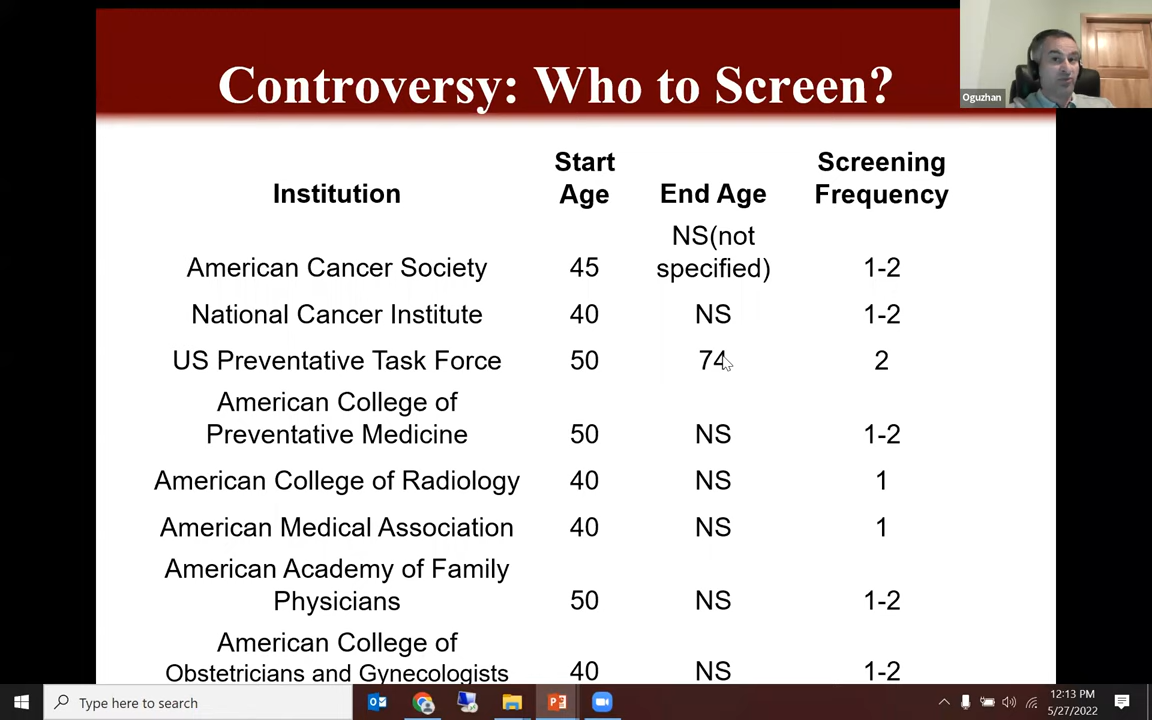 Controversy: Who to Screen?
Oguzhan
Institution
Start
Age
End Age
Screening
Frequency
American Cancer Society
45
NS(not
specified)
1-2
National Cancer Institute
40
NS
1-2
US Preventative Task Force
50
74
2
American College of
Preventative Medicine
50
NS
1-2
American College of Radiology
40
NS
1
American Medical Association
40
NS
1
American Academy of Family
Physicians
50
NS
1-2
American College of
Obstetricians and Gynecologists
40
NS
1-2
Type here to search
12:13 PM
5/27/2022